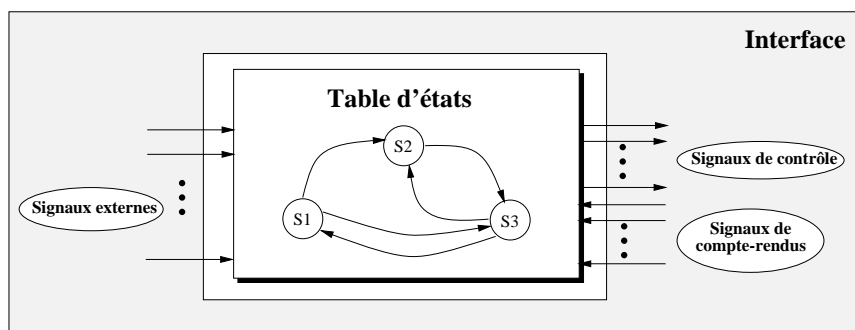 Interface
Table d'états
S2
Signaux de contrôle
Signaux externes
S1
S3
Signaux de
compte-rendus